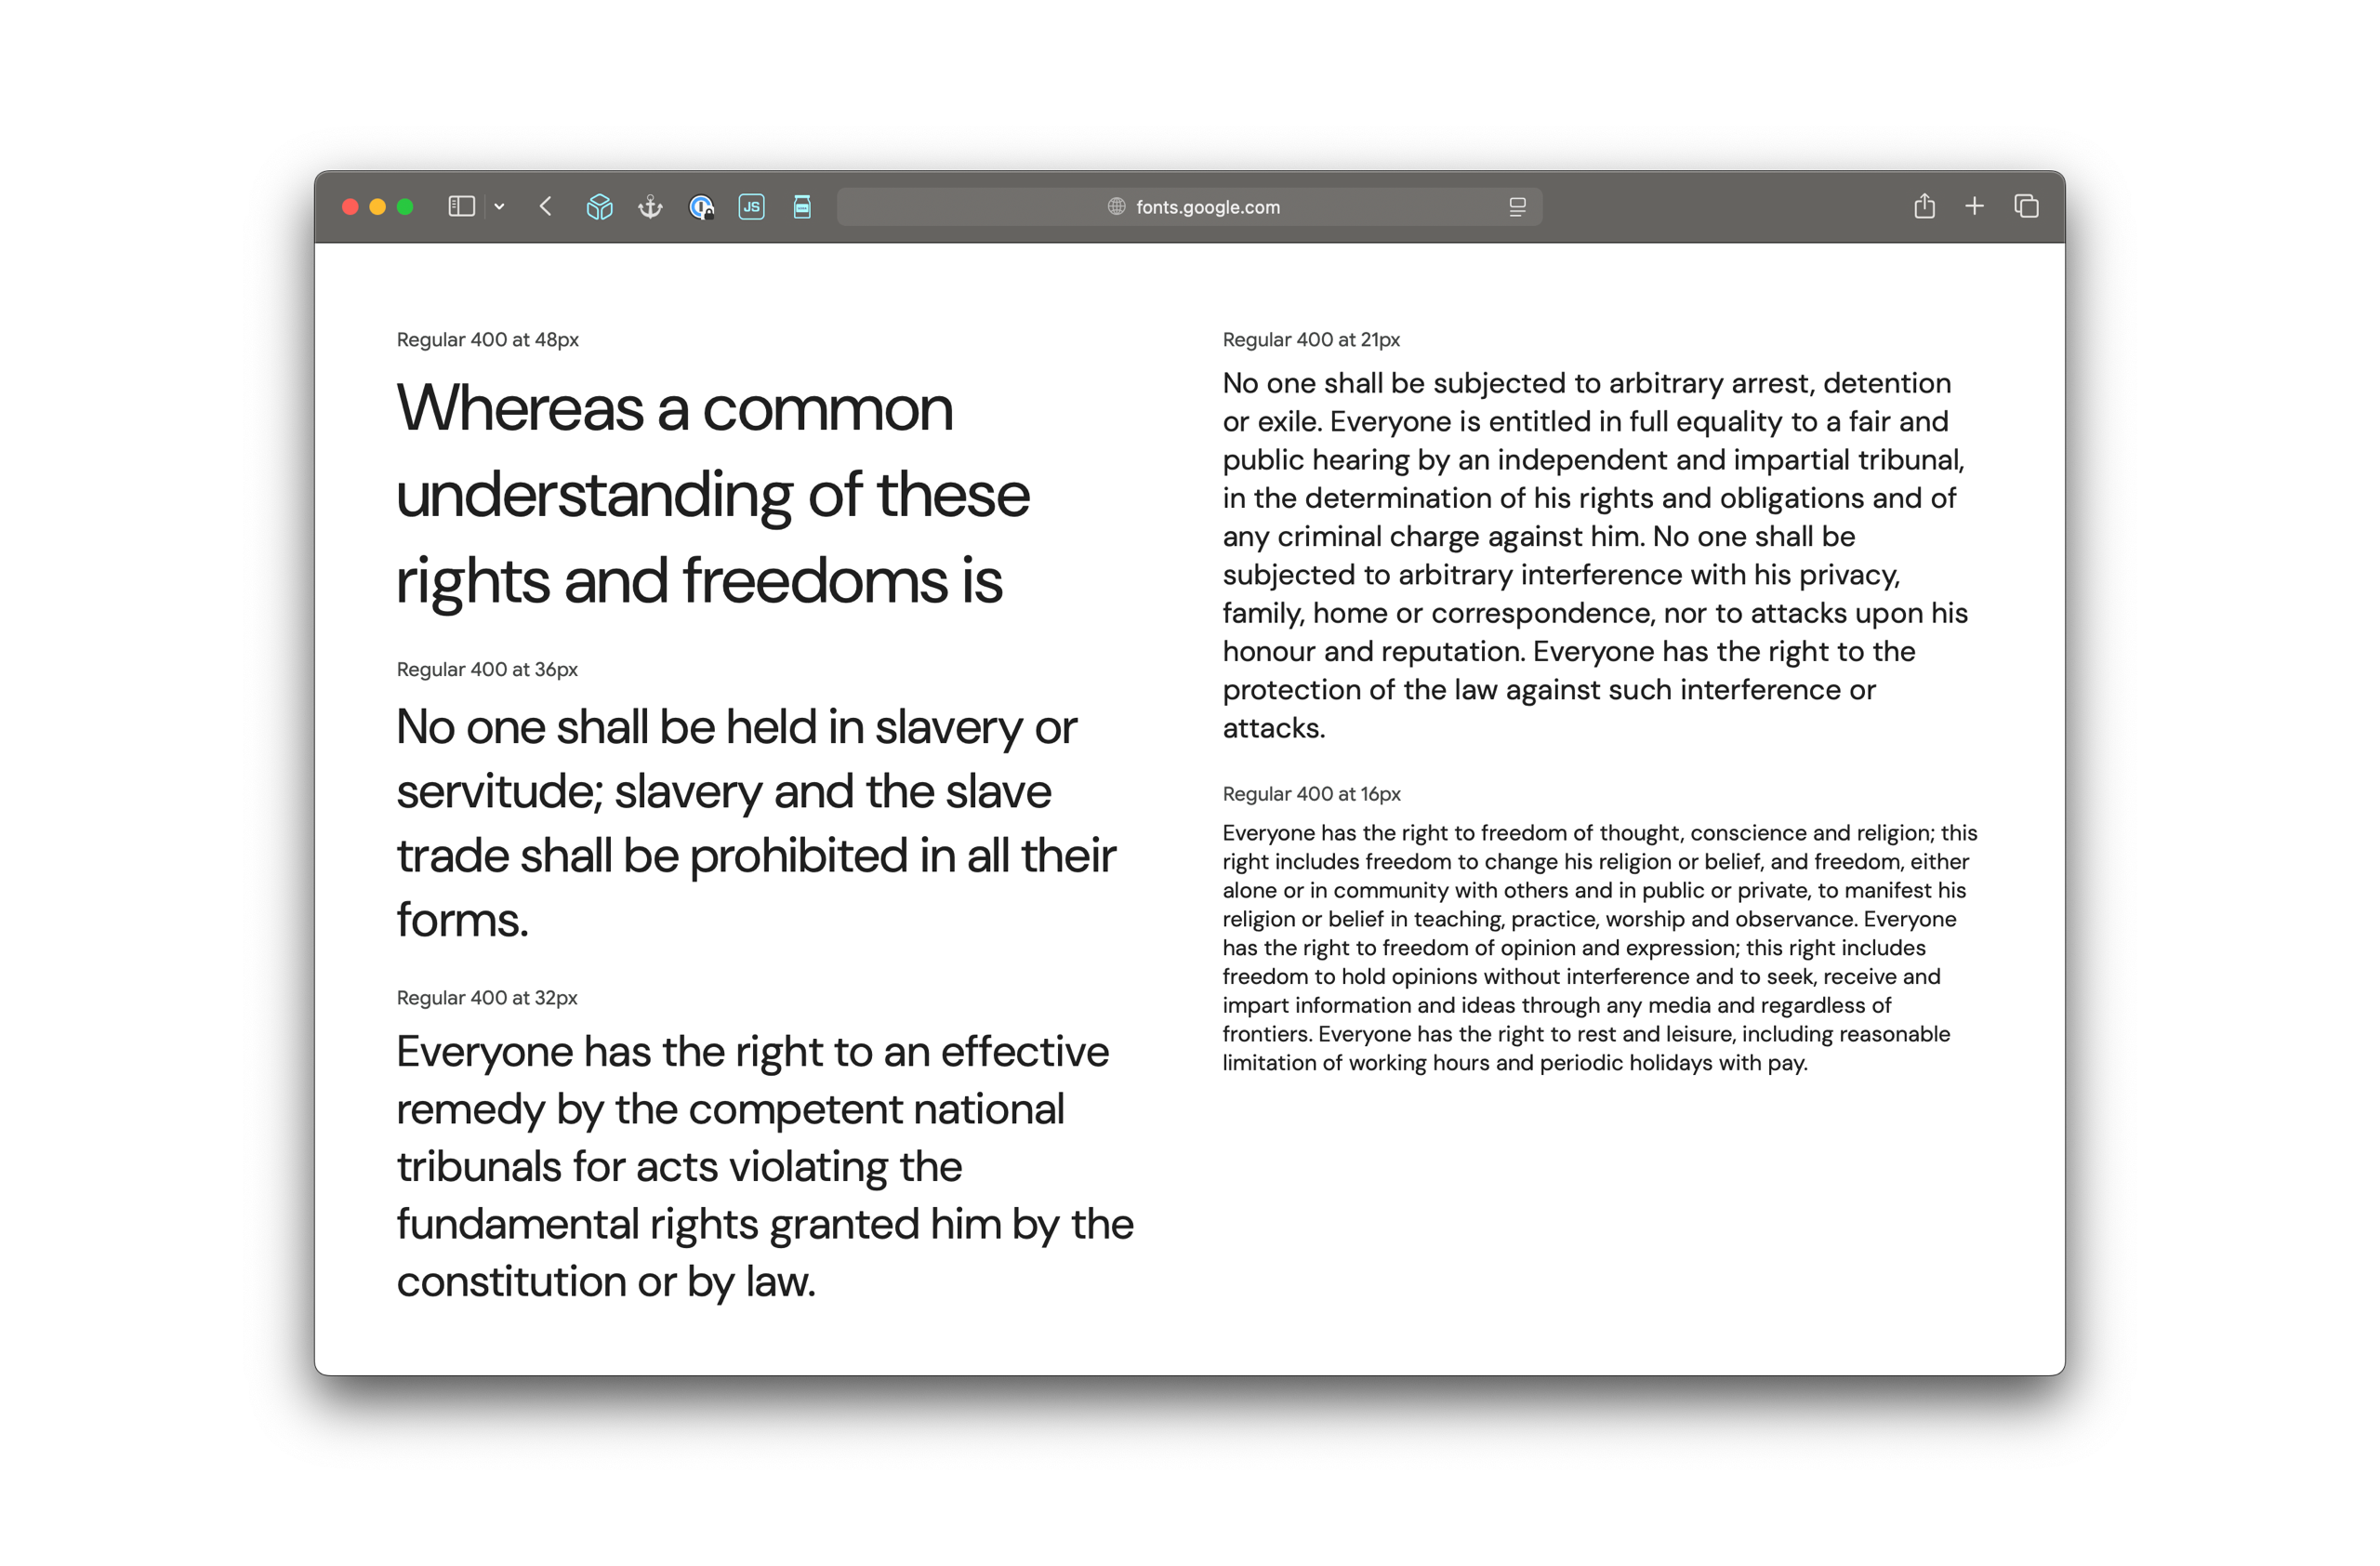 JS
fonts.google.com
Regular 400 at 48px
Whereas a common
understanding of these
rights and freedoms is
Regular 400 at 36px
No one shall be held in slavery or
servitude; slavery and the slave
trade shall be prohibited in all their
forms.
Regular 400 at 32px
Everyone has the right to an effective
remedy by the competent national
tribunals for acts violating the
fundamental rights granted him by the
constitution or by law.
Regular 400 at 21px
No one shall be subjected to arbitrary arrest, detention
or exile. Everyone is entitled in full equality to a fair and
public hearing by an independent and impartial tribunal,
in the determination of his rights and obligations and of
any criminal charge against him. No one shall be
subjected to arbitrary interference with his privacy,
family, home or correspondence, nor to attacks upon his
honour and reputation. Everyone has the right to the
protection of the law against such interference or
attacks.
Regular 400 at 16px
Everyone has the right to freedom of thought, conscience and religion; this
right includes freedom to change his religion or belief, and freedom, either
alone or in community with others and in public or private, to manifest his
religion or belief in teaching, practice, worship and observance. Everyone
has the right to freedom of opinion and expression; this right includes
freedom to hold opinions without interference and to seek, receive and
impart information and ideas through any media and regardless of
frontiers. Everyone has the right to rest and leisure, including reasonable
limitation of working hours and periodic holidays with pay.